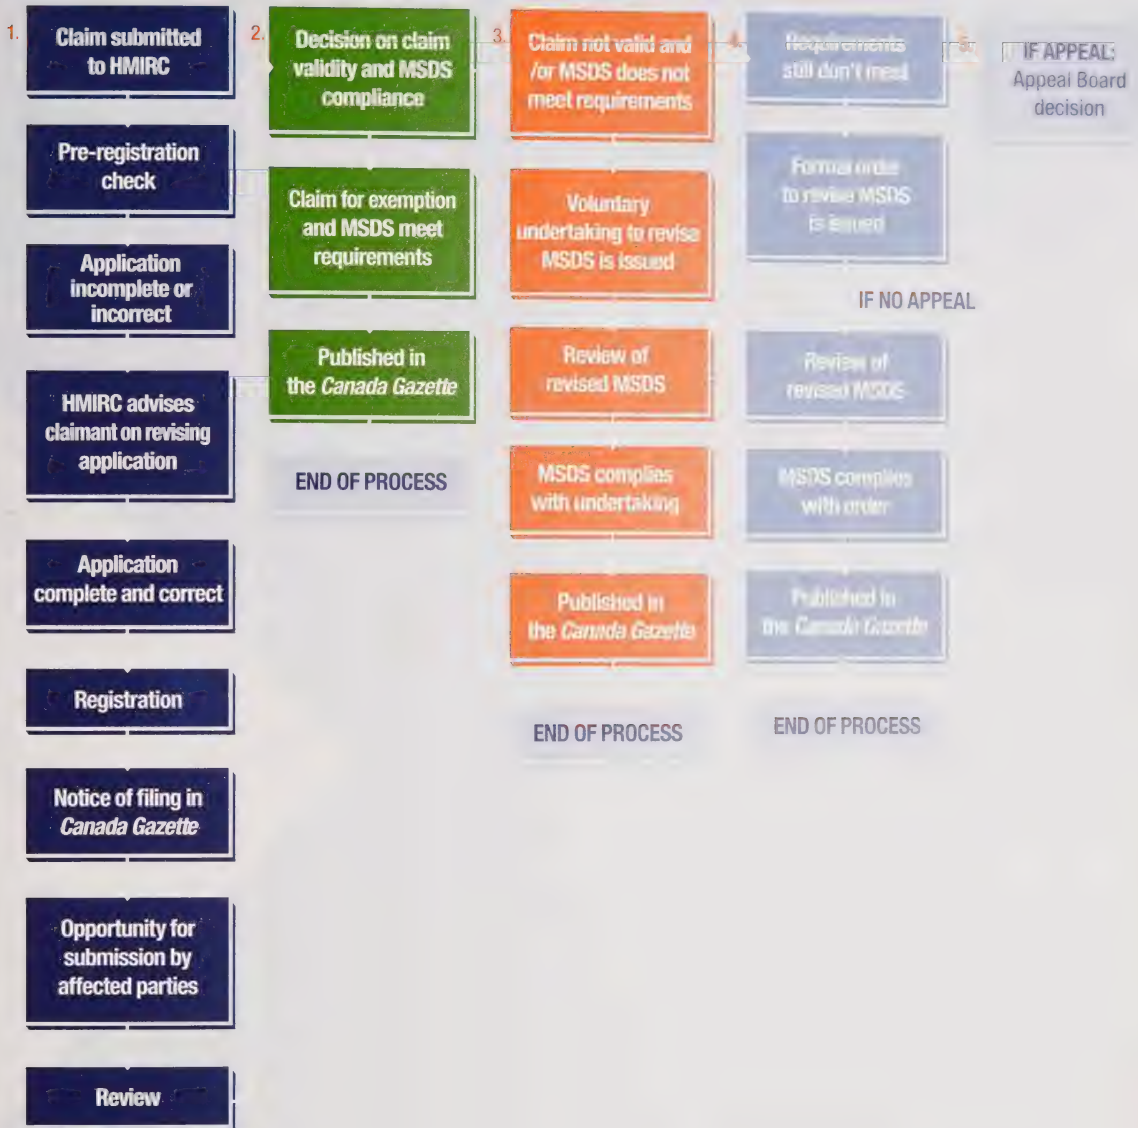 1.
Claim submitted
to HMIRC
Pre-registration
check
Application
incomplete or
incorrect
HMIRC advises
claimant on revising
application
Application
complete and correct
Registration
Notice of filing in
Canada Gazette
Opportunity for
submission by
affected parties
Review
2.
Decision on claim
validity and MSDS
compliance
Claim for exemption
and MSDS meet
requirements
Published in
the Canada Gazette
END OF PROCESS
3.
Claim not valid and
/or MSDS does not
meet requirements
Voluntary
undertaking to revise
MSDS is issued
Review of
revised MSDS
MSDS complies
with undertaking
Published in
the Canada Gazette
END OF PROCESS
4.
Requirements
still don't meet
Formal order
to revise MSDS
is issued
IF NO APPEAL
Review of
revised MSDS
MSDS complies
with order
Published in
the Canada Gazette
END OF PROCESS
5.
IF APPEAL:
Appeal Board
decision